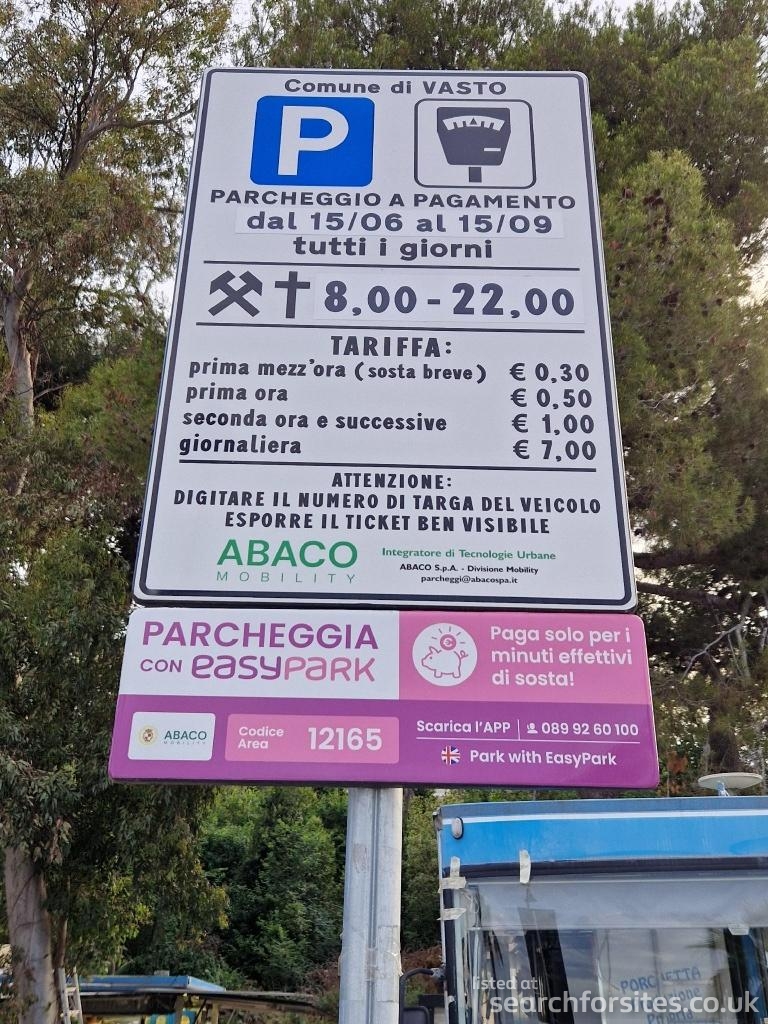 Comune di VASTO
P
PARCHEGGIO A PAGAMENTO
dal 15/06 al 15/09
tutti i giorni
8,00 - 22,00
TARIFFA:
prima mezz'ora (sosta breve) € 0,30
prima ora € 0,50
seconda ora e successive € 1,00
giornaliera € 7,00
ATTENZIONE:
DIGITARE IL NUMERO DI TARGA DEL VEICOLO
ESPORRE IL TICKET BEN VISIBILE
ABACO
MOBILITY
Integratore di Tecnologie Urbane
ABACO S.p.A. - Divisione Mobility
parcheggi@abacospa.it
PARCHEGGIA
CON easyPARK
Paga solo per i
minuti effettivi
di sosta!
ABACO
MOBILITY
Codice
Area
12165
Scarica l'APP | 089 92 60 100
Park with EasyPark
PORCHETTA
listed at
searchforsites.co.uk